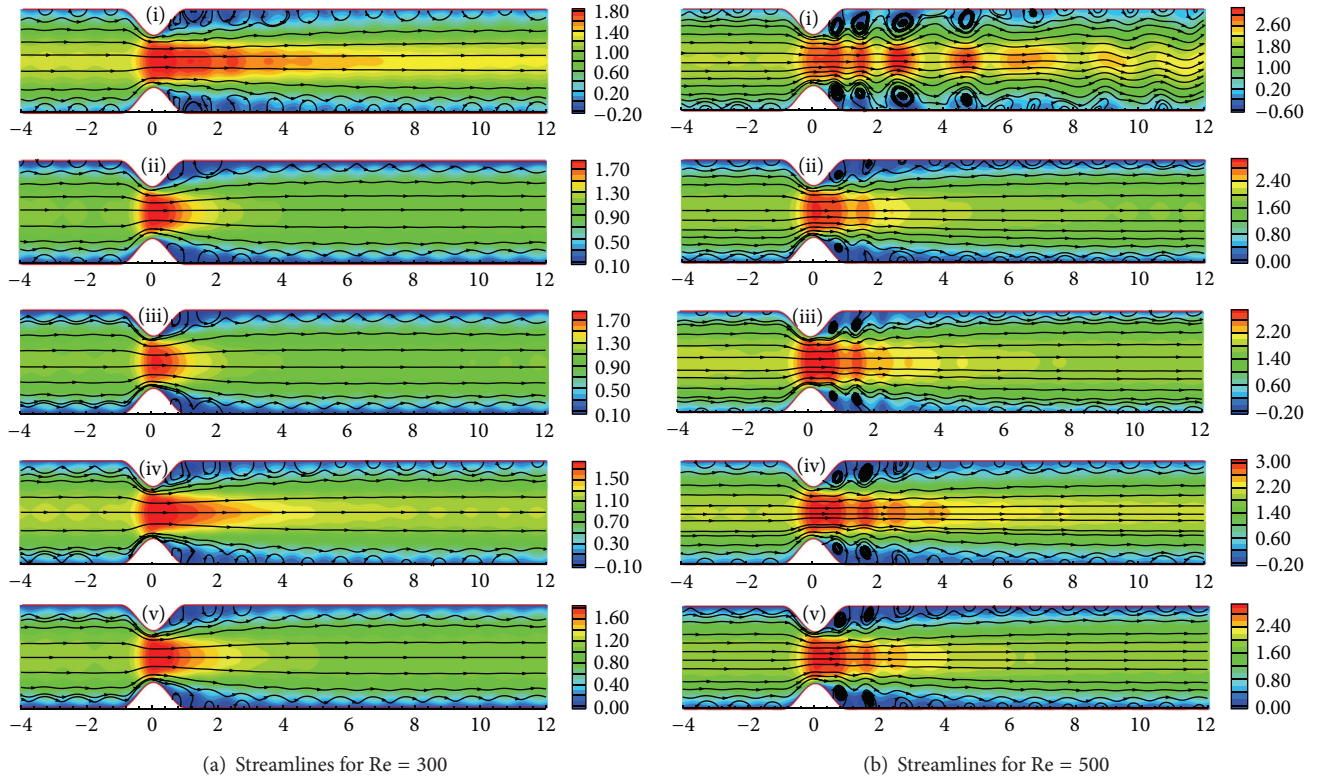 (i)
1.80
1.40
1.00
0.60
0.20
−0.20
−4 −2 0 2 4 6 8 10 12
(ii)
1.70
1.30
0.90
0.50
0.10
−4 −2 0 2 4 6 8 10 12
(iii)
1.70
1.30
0.90
0.50
0.10
−4 −2 0 2 4 6 8 10 12
(iv)
1.50
1.10
0.70
0.30
−0.10
−4 −2 0 2 4 6 8 10 12
(v)
1.60
1.20
0.80
0.40
0.00
−4 −2 0 2 4 6 8 10 12
(a) Streamlines for Re = 300
(i)
2.60
1.80
1.00
0.20
−0.60
−4 −2 0 2 4 6 8 10 12
(ii)
2.40
1.60
0.80
0.00
−4 −2 0 2 4 6 8 10 12
(iii)
2.20
1.40
0.60
−0.20
−4 −2 0 2 4 6 8 10 12
(iv)
3.00
2.20
1.40
0.60
−0.20
−4 −2 0 2 4 6 8 10 12
(v)
2.40
1.60
0.80
0.00
−4 −2 0 2 4 6 8 10 12
(b) Streamlines for Re = 500